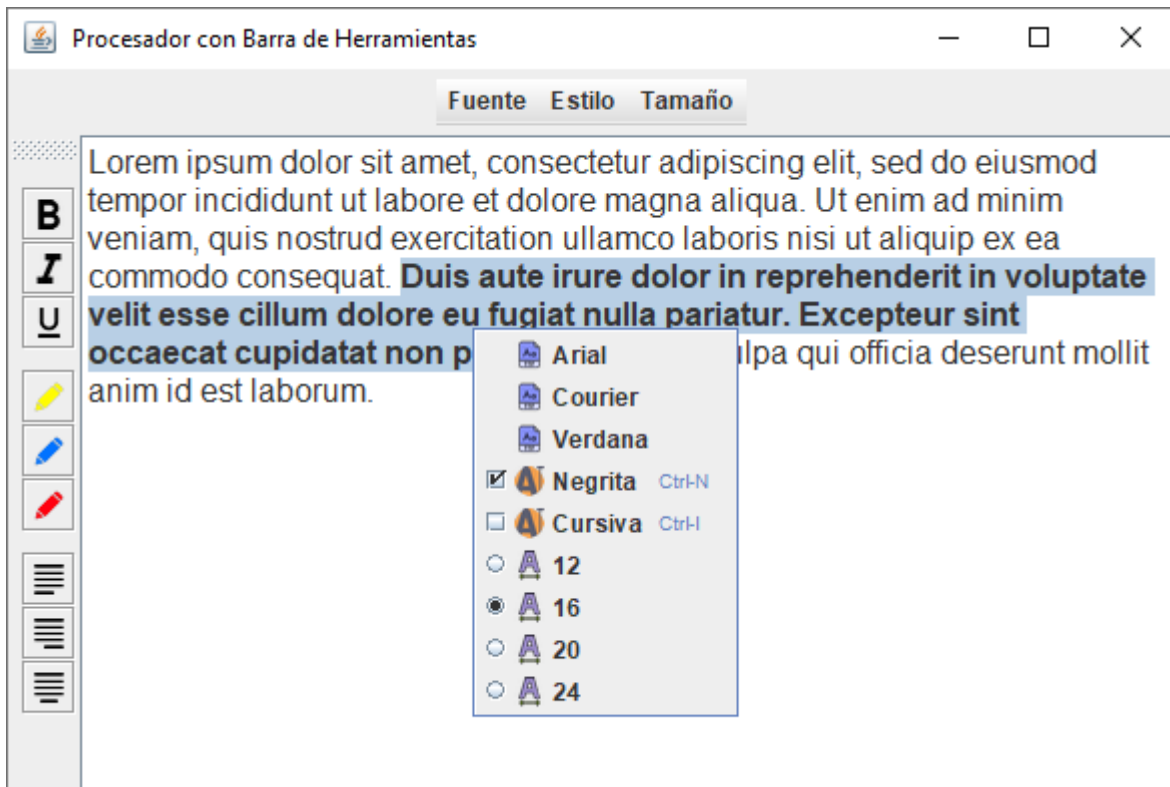 Procesador con Barra de Herramientas
Fuente Estilo Tamaño
Lorem ipsum dolor sit amet, consectetur adipiscing elit, sed do eiusmod
tempor incididunt ut labore et dolore magna aliqua. Ut enim ad minim
veniam, quis nostrud exercitation ullamco laboris nisi ut aliquip ex ea
commodo consequat. Duis aute irure dolor in reprehenderit in voluptate
velit esse cillum dolore eu fugiat nulla pariatur. Excepteur sint
occaecat cupidatat non p ulpa qui officia deserunt mollit
anim id est laborum.
B
I
U
Arial
Courier
Verdana
Negrita Ctrl-N
Cursiva Ctrl-I
12
16
20
24